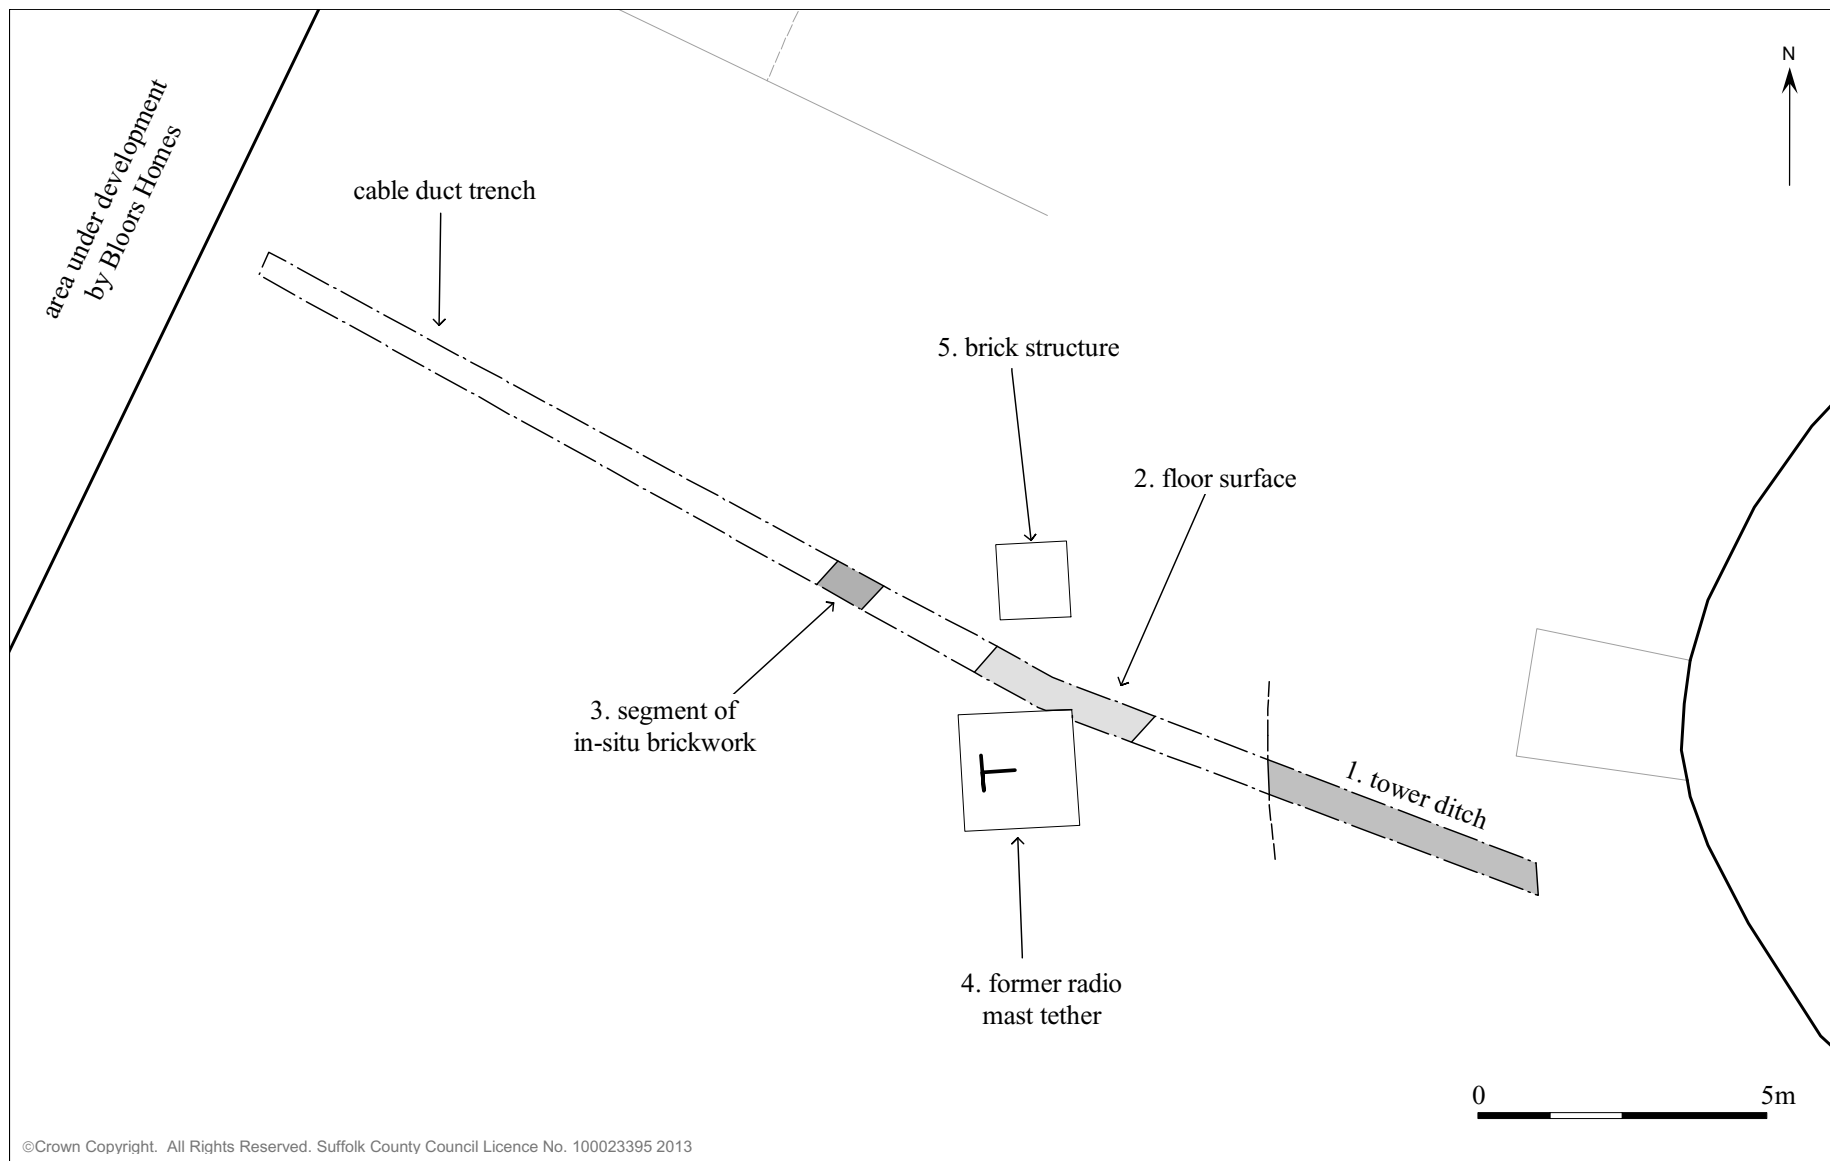 N
area under development
by Bloors Homes
cable duct trench
5. brick structure
2. floor surface
3. segment of
in-situ brickwork
1. tower ditch
4. former radio
mast tether
0 5m
©Crown Copyright. All Rights Reserved. Suffolk County Council Licence No. 100023395 2013